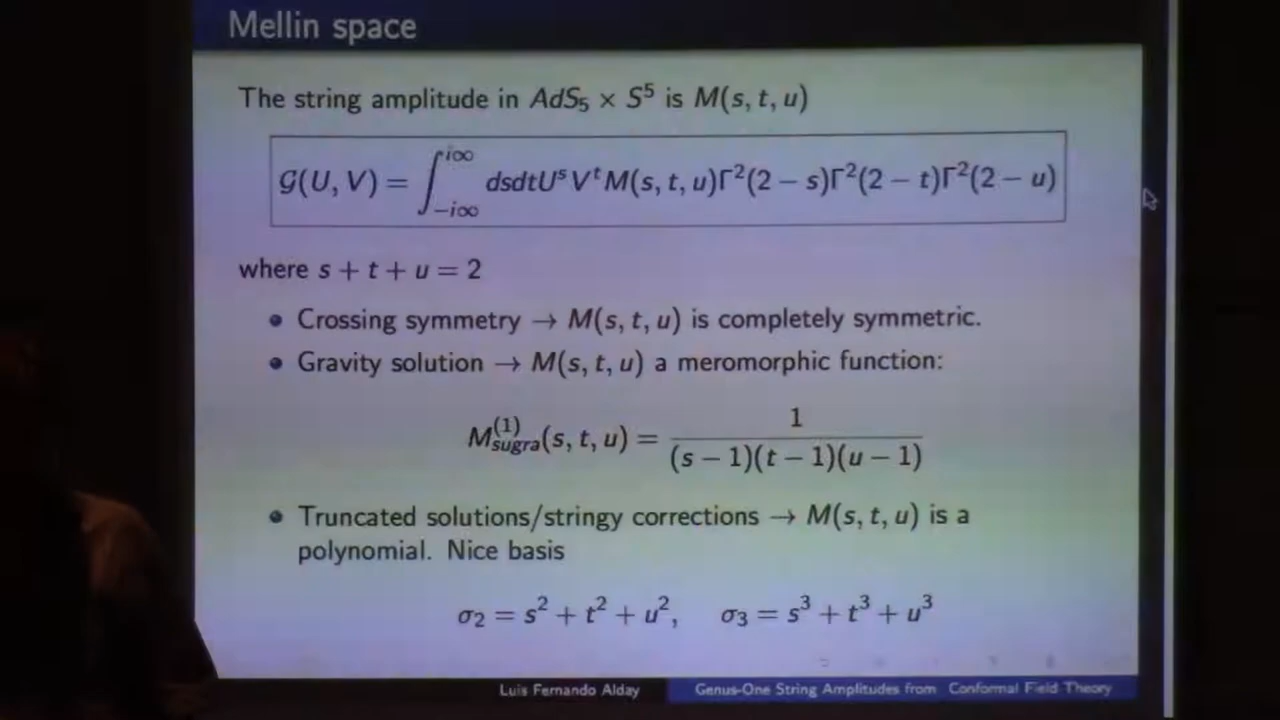 Mellin space
The string amplitude in AdS₅ × S⁵ is M(s, t, u)
𝒢(U, V) = ∫_{−i∞}^{i∞} dsdtUˢVᵗM(s, t, u)Γ²(2 − s)Γ²(2 − t)Γ²(2 − u)
where s + t + u = 2
• Crossing symmetry → M(s, t, u) is completely symmetric.
• Gravity solution → M(s, t, u) a meromorphic function:
M_{sugra}^{(1)}(s, t, u) = 1 / ((s − 1)(t − 1)(u − 1))
• Truncated solutions/stringy corrections → M(s, t, u) is a
polynomial. Nice basis
σ₂ = s² + t² + u², σ₃ = s³ + t³ + u³
Luis Fernando Alday Genus-One String Amplitudes from Conformal Field Theory